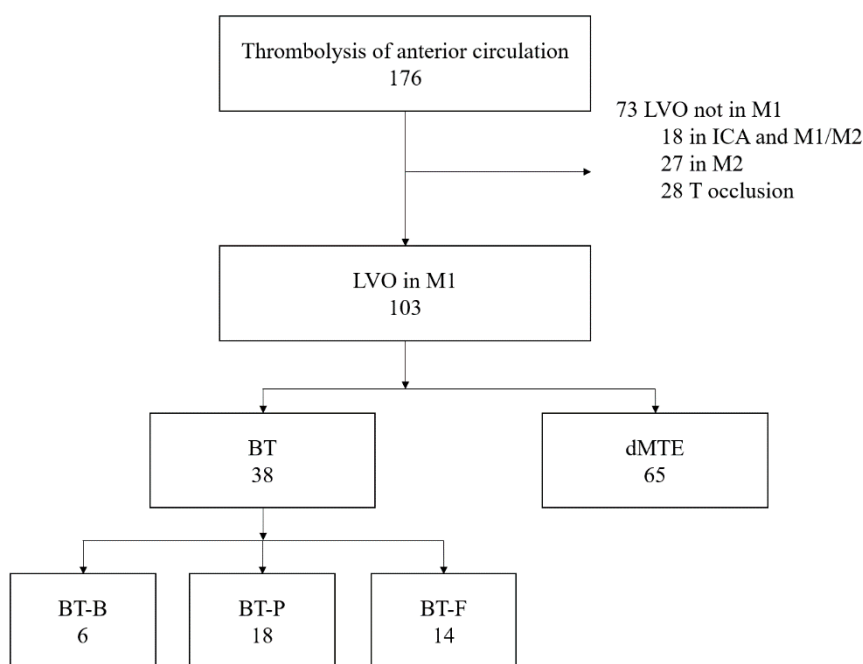 Thrombolysis of anterior circulation
176
73 LVO not in M1
18 in ICA and M1/M2
27 in M2
28 T occlusion
LVO in M1
103
BT
38
dMTE
65
BT-B
6
BT-P
18
BT-F
14